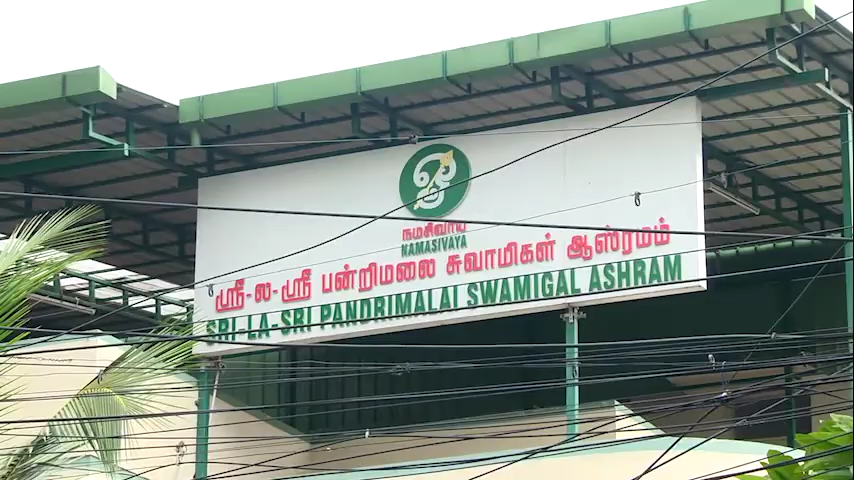 ஓ
நமசிவாய
NAMASIVAYA
ஸ்ரீ-ல-ஸ்ரீ பன்றிமலை சுவாமிகள் ஆஸ்ரமம்
SRI-LA-SRI PANDRIMALAI SWAMIGAL ASHRAM